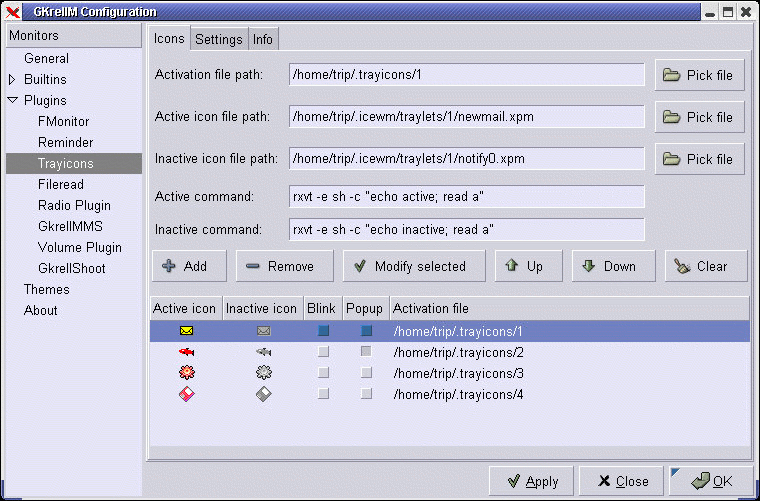 GKrellM Configuration
Monitors
General
Builtins
Plugins
FMonitor
Reminder
Trayicons
Fileread
Radio Plugin
GkrellMMS
Volume Plugin
GkrellShoot
Themes
About
Icons Settings Info
Activation file path: /home/trip/.trayicons/1 Pick file
Active icon file path: /home/trip/.icewm/traylets/1/newmail.xpm Pick file
Inactive icon file path: /home/trip/.icewm/traylets/1/notify0.xpm Pick file
Active command: rxvt -e sh -c "echo active; read a"
Inactive command: rxvt -e sh -c "echo inactive; read a"
Add Remove Modify selected Up Down Clear
Active icon Inactive icon Blink Popup Activation file
/home/trip/.trayicons/1
/home/trip/.trayicons/2
/home/trip/.trayicons/3
/home/trip/.trayicons/4
Apply Close OK